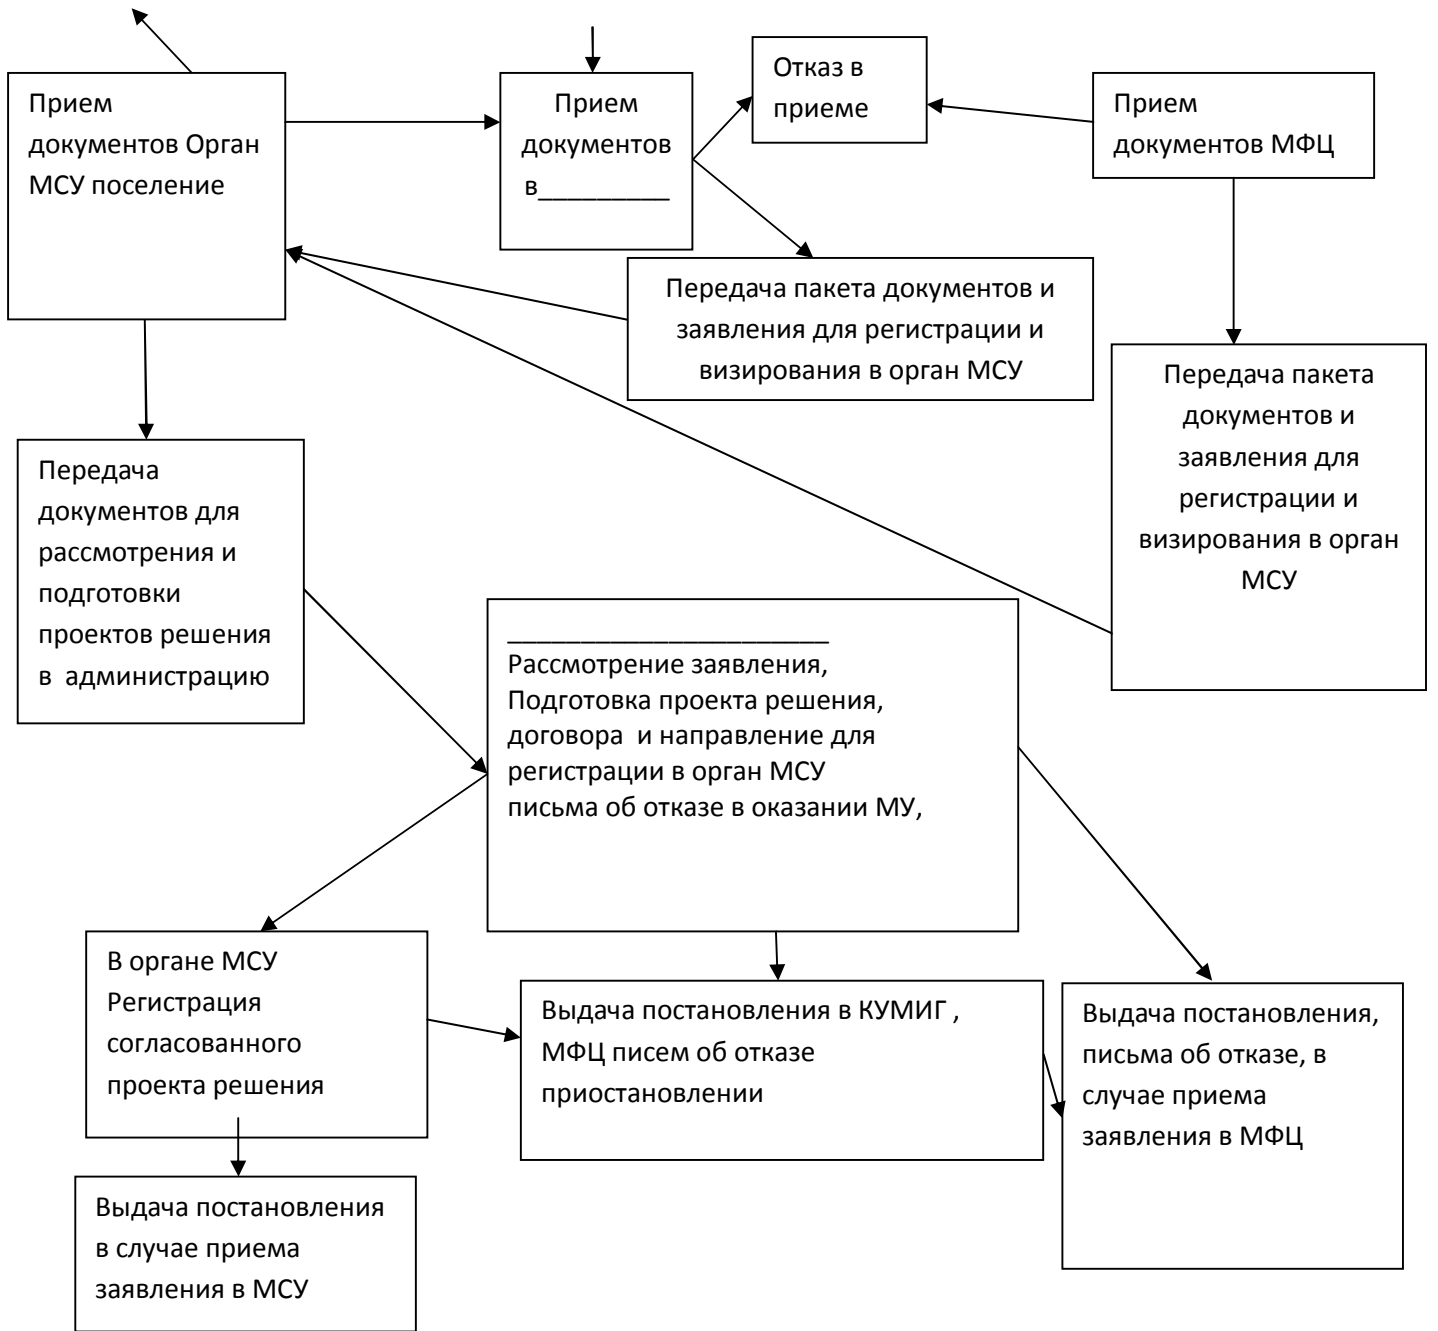 Прием
документов Орган
МСУ поселение
Прием
документов
в_________
Отказ в
приеме
Прием
документов МФЦ
Передача пакета документов и
заявления для регистрации и
визирования в орган МСУ
Передача пакета
документов и
заявления для
регистрации и
визирования в орган
МСУ
Передача
документов для
рассмотрения и
подготовки
проектов решения
в  администрацию
______________________
Рассмотрение заявления,
Подготовка проекта решения,
договора  и направление для
регистрации в орган МСУ
письма об отказе в оказании МУ,
В органе МСУ
Регистрация
согласованного
проекта решения
Выдача постановления в КУМИГ ,
МФЦ писем об отказе
приостановлении
Выдача постановления,
письма об отказе, в
случае приема
заявления в МФЦ
Выдача постановления
в случае приема
заявления в МСУ